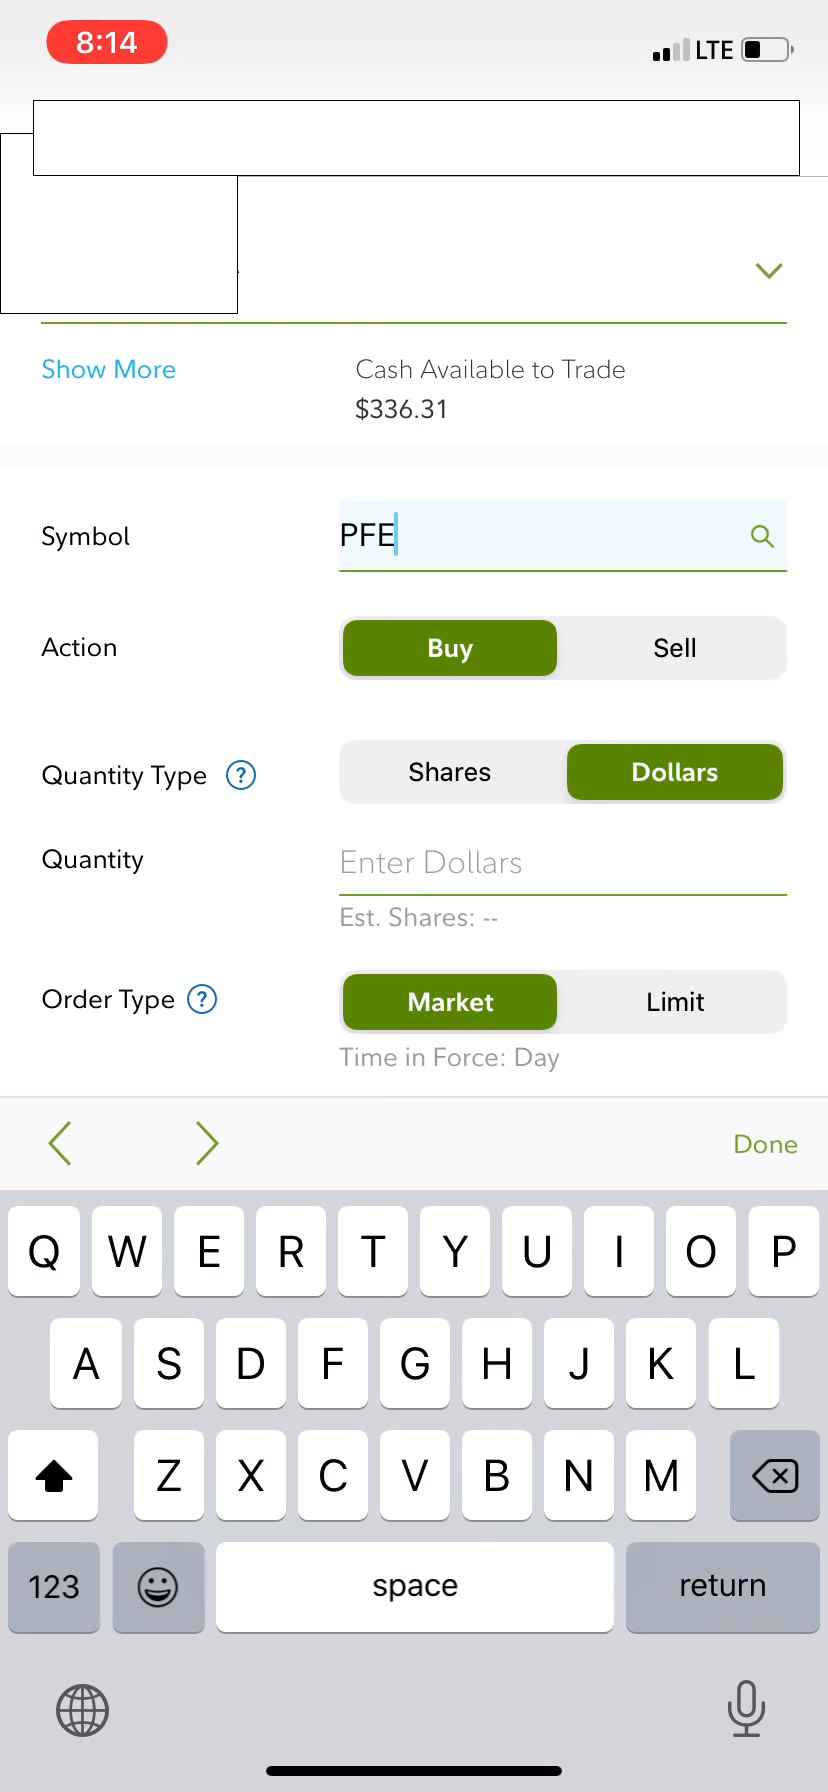 8:14 LTE
Show More Cash Available to Trade
$336.31
Symbol PFE
Action Buy Sell
Quantity Type ? Shares Dollars
Quantity Enter Dollars
Est. Shares: --
Order Type ? Market Limit
Time in Force: Day
Done
Q W E R T Y U I O P
A S D F G H J K L
Z X C V B N M
123 space return